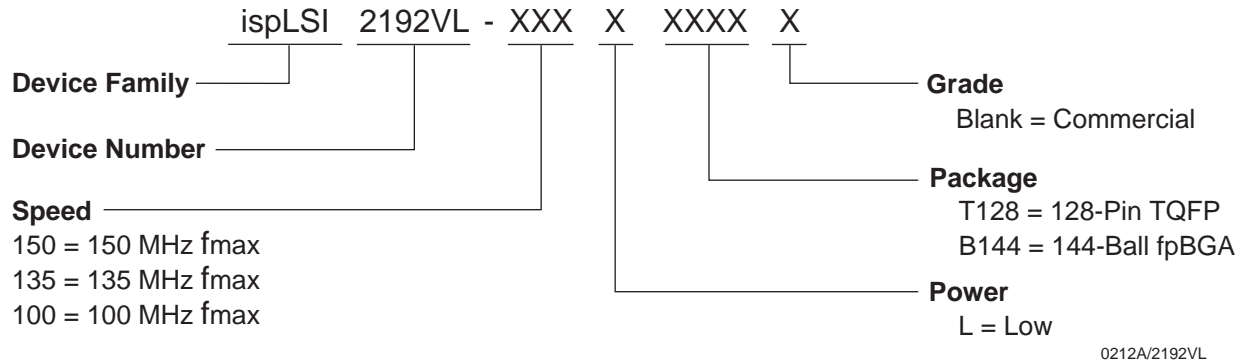 ispLSI 2192VL - XXX X XXXX X
Device Family
Device Number
Speed
150 = 150 MHz fmax
135 = 135 MHz fmax
100 = 100 MHz fmax
Grade
Blank = Commercial
Package
T128 = 128-Pin TQFP
B144 = 144-Ball fpBGA
Power
L = Low
0212A/2192VL